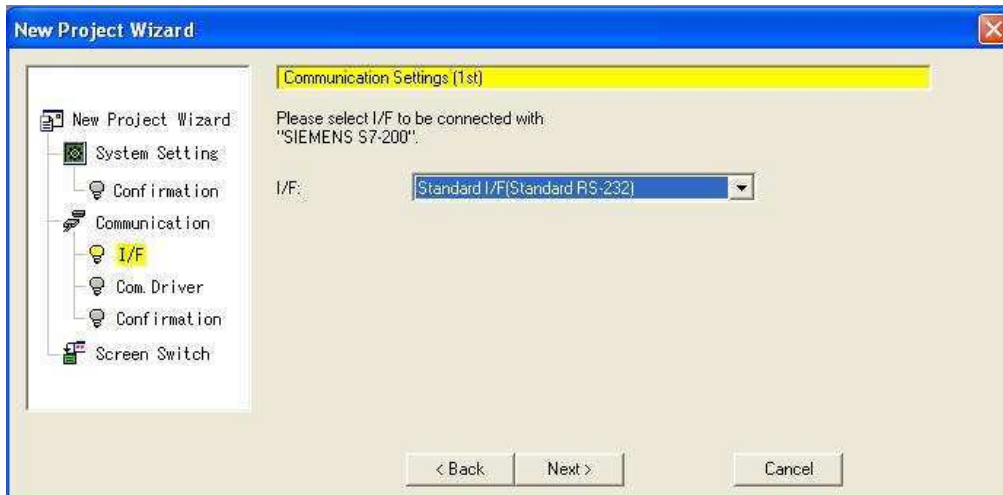 New Project Wizard
New Project Wizard
System Setting
Confirmation
Communication
I/F
Com. Driver
Confirmation
Screen Switch
Communication Settings (1st)
Please select I/F to be connected with
"SIEMENS S7-200".
I/F:
Standard I/F(Standard RS-232)
< Back
Next >
Cancel